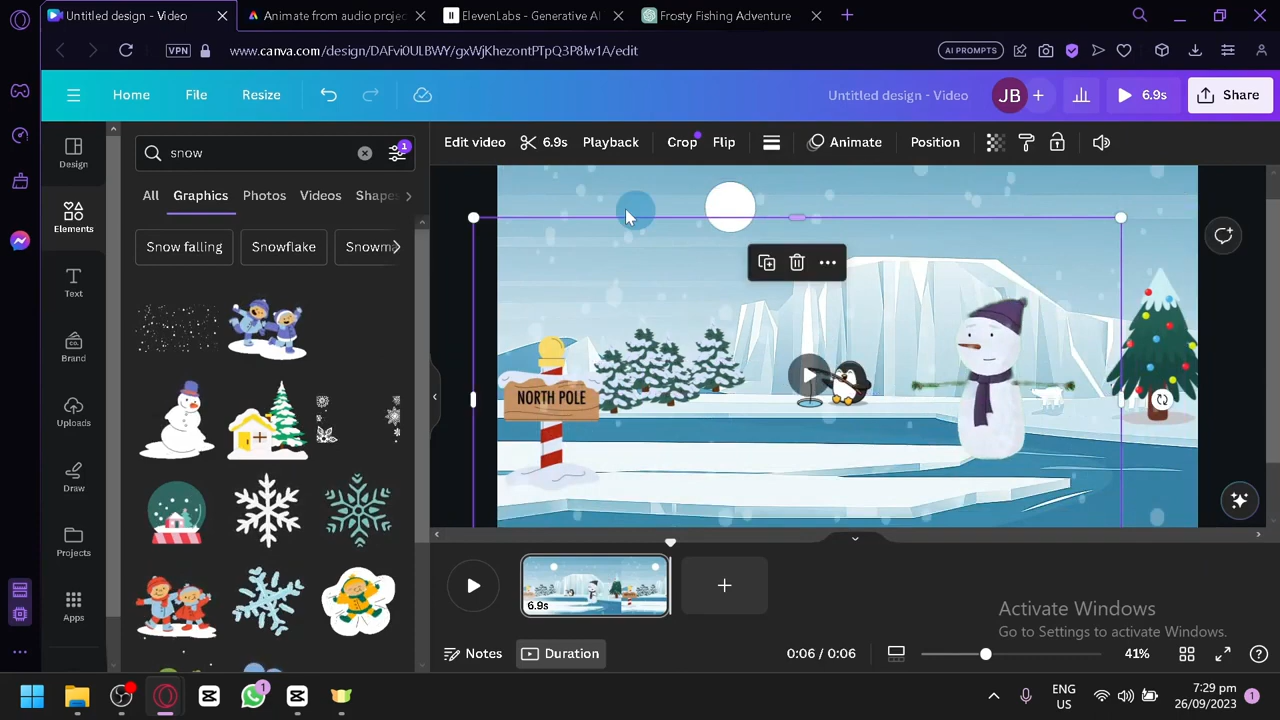 Untitled design - Video
Animate from audio projec
ElevenLabs - Generative AI
Frosty Fishing Adventure
VPN
www.canva.com/design/DAFvi0ULBWY/gxWjKhezontPTpQ3P8lw1A/edit
AI PROMPTS
Home
File
Resize
Untitled design - Video
JB
6.9s
Share
Design
Elements
Text
Brand
Uploads
Draw
Projects
Apps
snow
1
All
Graphics
Photos
Videos
Shapes
Snow falling
Snowflake
Snowm
Edit video
6.9s
Playback
Crop
Flip
Animate
Position
NORTH POLE
6.9s
Notes
Duration
0:06 / 0:06
41%
Activate Windows
Go to Settings to activate Windows.
1
ENG
US
7:29 pm
26/09/2023